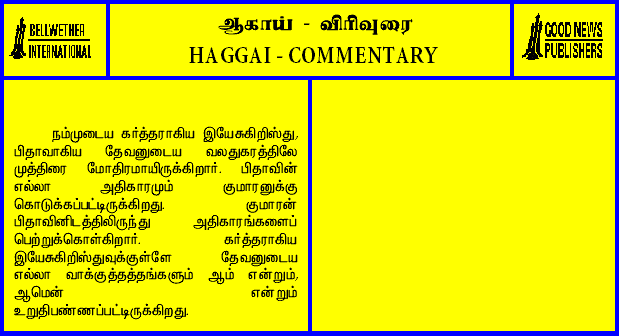 BELLWETHER
INTERNATIONAL
ஆகாய் - விரிவுரை
HAGGAI - COMMENTARY
GOOD NEWS
PUBLISHERS
நம்முடைய கர்த்தராகிய இயேசுகிறிஸ்து,
பிதாவாகிய தேவனுடைய வலதுகரத்திலே
முத்திரை மோதிரமாயிருக்கிறார். பிதாவின்
எல்லா அதிகாரமும் குமாரனுக்கு
கொடுக்கப்பட்டிருக்கிறது. குமாரன்
பிதாவினிடத்திலிருந்து அதிகாரங்களைப்
பெற்றுக்கொள்கிறார். கர்த்தராகிய
இயேசுகிறிஸ்துவுக்குள்ளே தேவனுடைய
எல்லா வாக்குத்தத்தங்களும் ஆம் என்றும்,
ஆமென் என்றும்
உறுதிபண்ணப்பட்டிருக்கிறது.